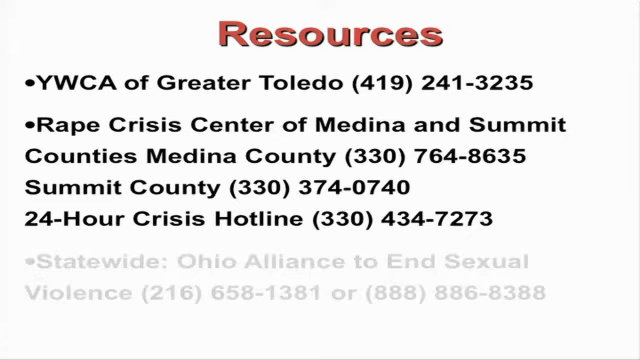 Resources
•YWCA of Greater Toledo (419) 241-3235
•Rape Crisis Center of Medina and Summit
Counties Medina County (330) 764-8635
Summit County (330) 374-0740
24-Hour Crisis Hotline (330) 434-7273
•Statewide: Ohio Alliance to End Sexual
Violence (216) 658-1381 or (888) 886-8388